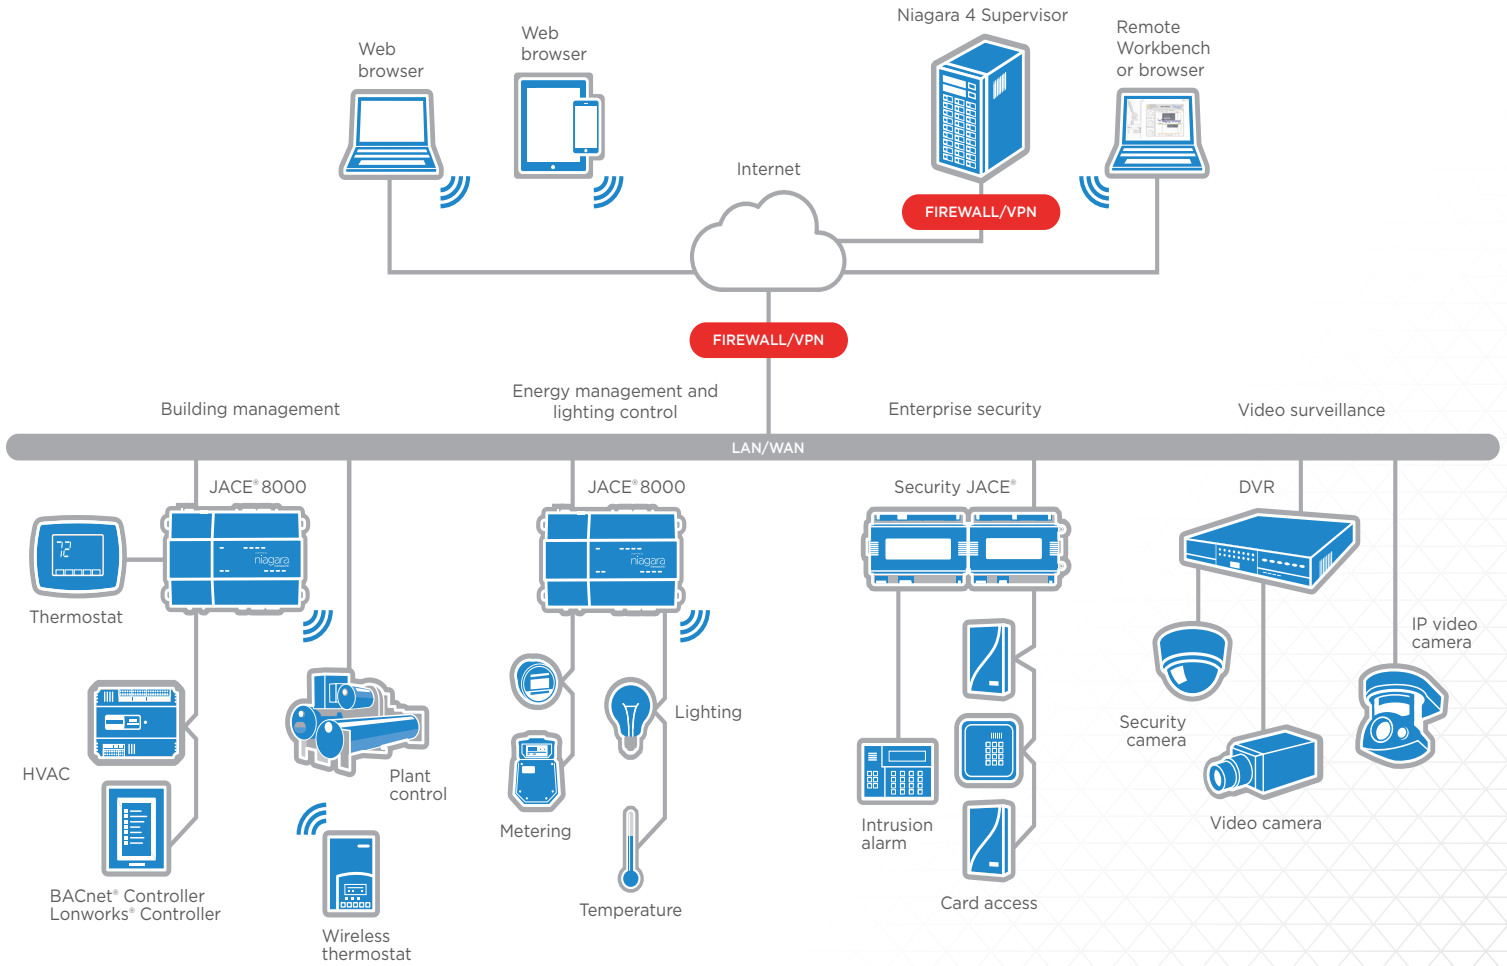 Niagara 4 Supervisor
Web
browser
Web
browser
Remote
Workbench
or browser
Internet
FIREWALL/VPN
FIREWALL/VPN
Building management
Energy management and
lighting control
Enterprise security
Video surveillance
LAN/WAN
JACE® 8000
JACE® 8000
Security JACE®
DVR
72
niagara
niagara
Thermostat
IP video
camera
Lighting
Security
camera
HVAC
Plant
control
Metering
Intrusion
alarm
Video camera
BACnet® Controller
Lonworks® Controller
Temperature
Card access
Wireless
thermostat